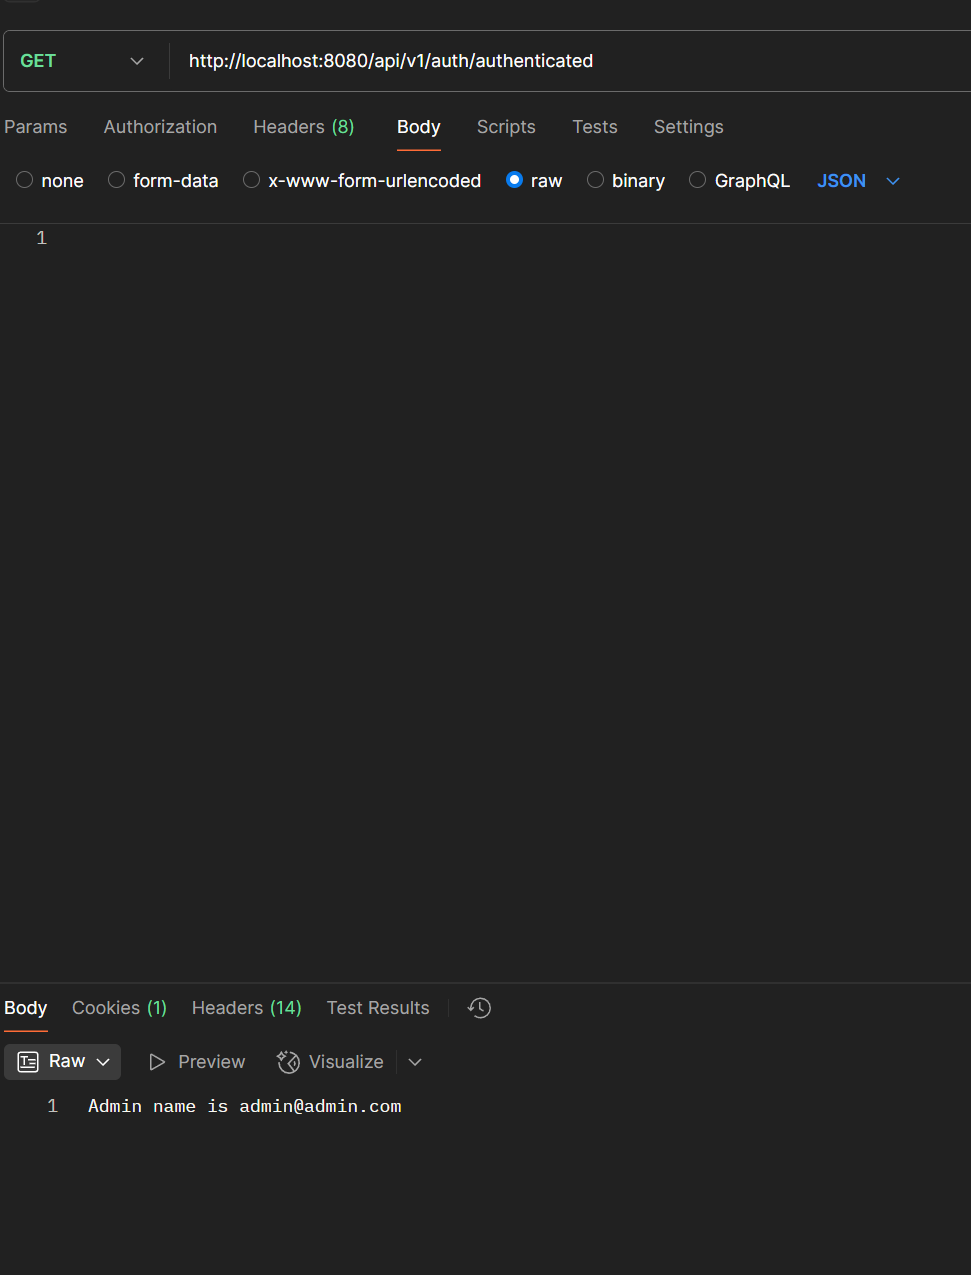 GET http://localhost:8080/api/v1/auth/authenticated
Params Authorization Headers (8) Body Scripts Tests Settings
none form-data x-www-form-urlencoded raw binary GraphQL JSON
1
Body Cookies (1) Headers (14) Test Results
Raw Preview Visualize
1 Admin name is admin@admin.com